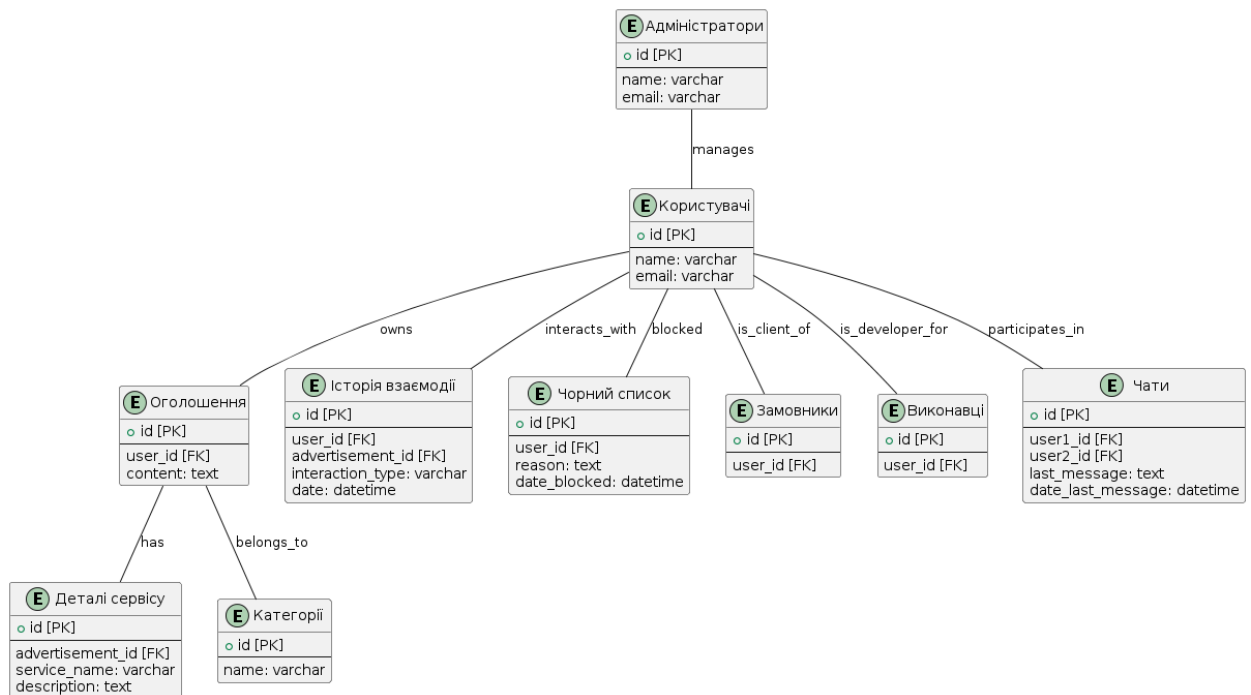 E Адміністратори
id [PK]
name: varchar
email: varchar
manages
E Користувачі
id [PK]
name: varchar
email: varchar
owns
interacts_with
blocked
is_client_of
is_developer_for
participates_in
E Оголошення
id [PK]
user_id [FK]
content: text
E Історія взаємодії
id [PK]
user_id [FK]
advertisement_id [FK]
interaction_type: varchar
date: datetime
E Чорний список
id [PK]
user_id [FK]
reason: text
date_blocked: datetime
E Замовники
id [PK]
user_id [FK]
E Виконавці
id [PK]
user_id [FK]
E Чати
id [PK]
user1_id [FK]
user2_id [FK]
last_message: text
date_last_message: datetime
has
belongs_to
E Деталі сервісу
id [PK]
advertisement_id [FK]
service_name: varchar
description: text
E Категорії
id [PK]
name: varchar